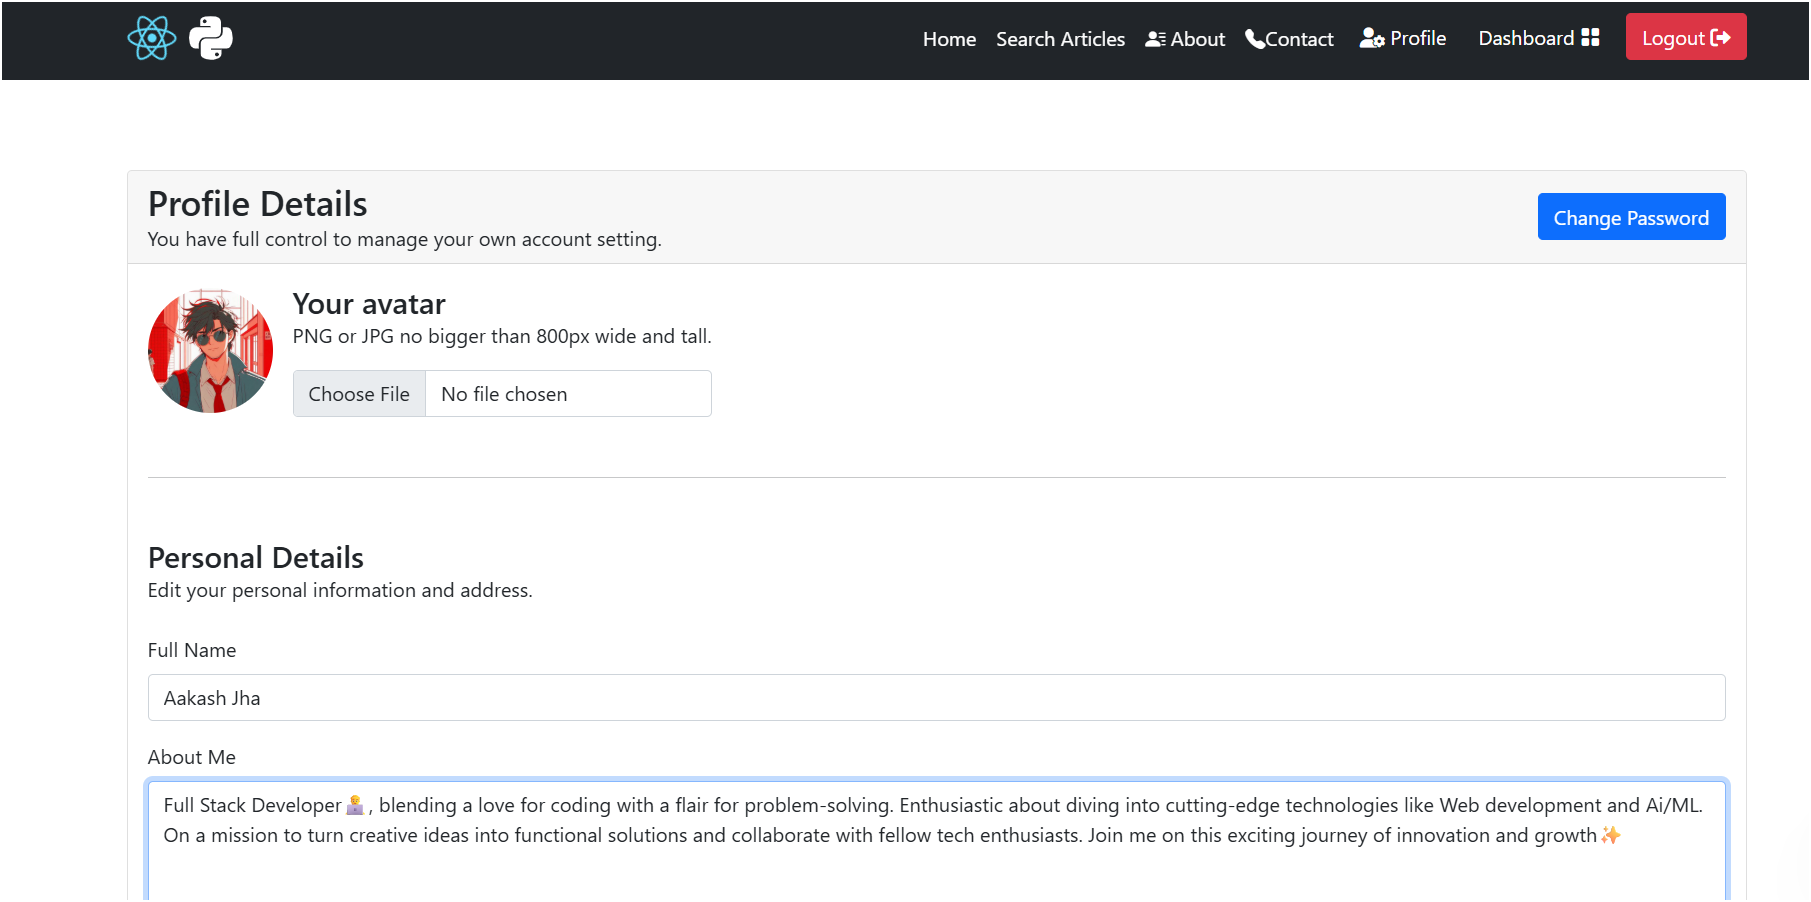 Home Search Articles About Contact Profile Dashboard Logout
Profile Details
You have full control to manage your own account setting.
Change Password
Your avatar
PNG or JPG no bigger than 800px wide and tall.
Choose File No file chosen
Personal Details
Edit your personal information and address.
Full Name
Aakash Jha
About Me
Full Stack Developer🧑‍💻, blending a love for coding with a flair for problem-solving. Enthusiastic about diving into cutting-edge technologies like Web development and Ai/ML.
On a mission to turn creative ideas into functional solutions and collaborate with fellow tech enthusiasts. Join me on this exciting journey of innovation and growth✨